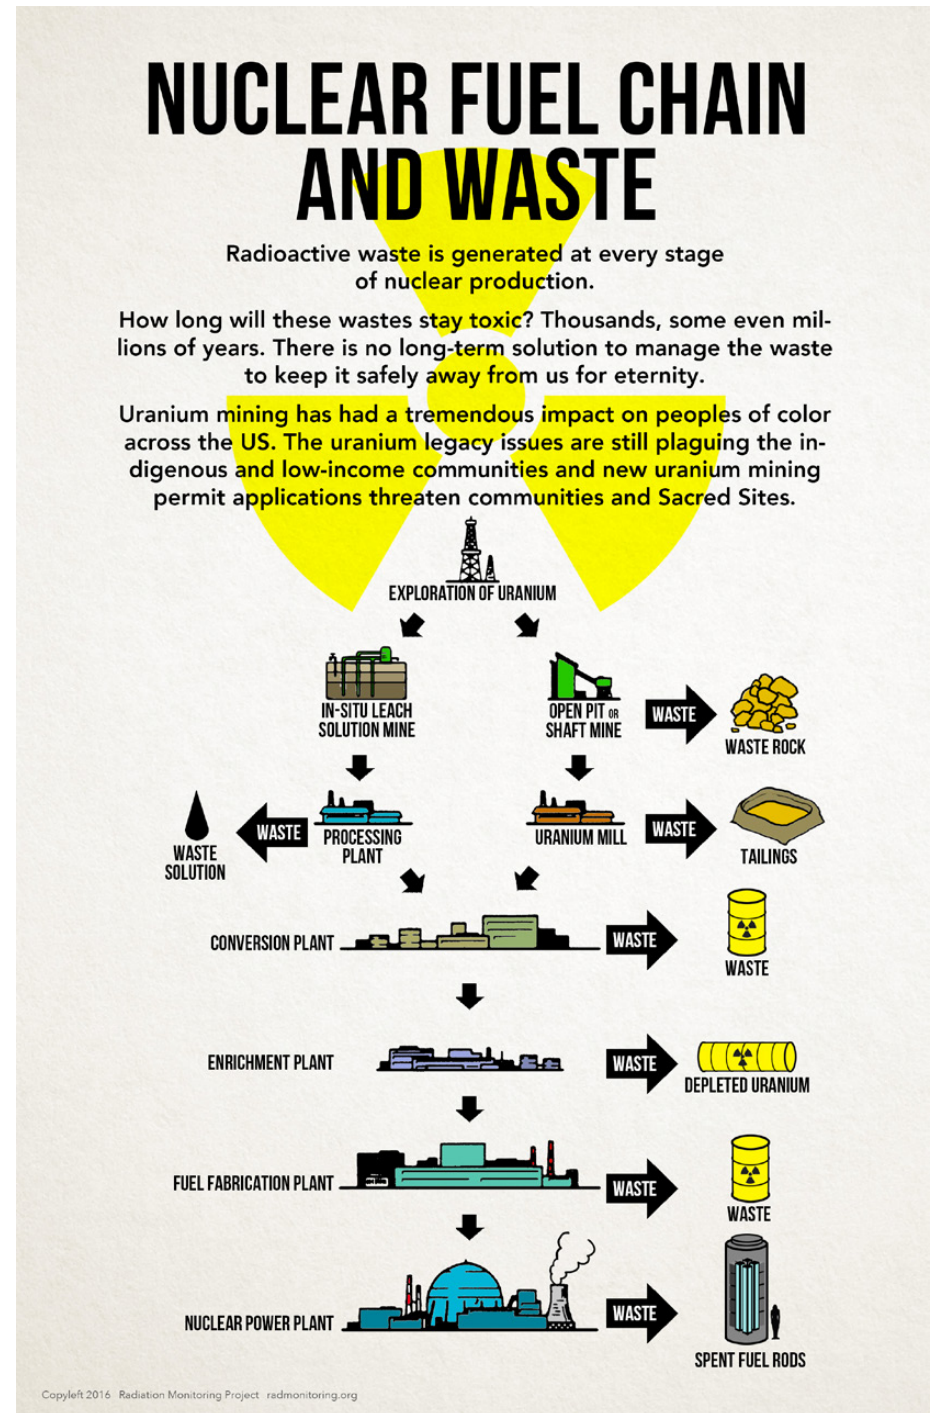 NUCLEAR FUEL CHAIN
AND WASTE
Radioactive waste is generated at every stage
of nuclear production.
How long will these wastes stay toxic? Thousands, some even mil-
lions of years. There is no long-term solution to manage the waste
to keep it safely away from us for eternity.
Uranium mining has had a tremendous impact on peoples of color
across the US. The uranium legacy issues are still plaguing the in-
digenous and low-income communities and new uranium mining
permit applications threaten communities and Sacred Sites.
EXPLORATION OF URANIUM
IN-SITU LEACH
SOLUTION MINE
OPEN PIT OR
SHAFT MINE
WASTE
WASTE ROCK
WASTE
SOLUTION
WASTE
PROCESSING
PLANT
URANIUM MILL
WASTE
TAILINGS
CONVERSION PLANT
WASTE
WASTE
ENRICHMENT PLANT
WASTE
DEPLETED URANIUM
FUEL FABRICATION PLANT
WASTE
WASTE
NUCLEAR POWER PLANT
WASTE
SPENT FUEL RODS
Copyleft 2016 Radiation Monitoring Project radmonitoring.org